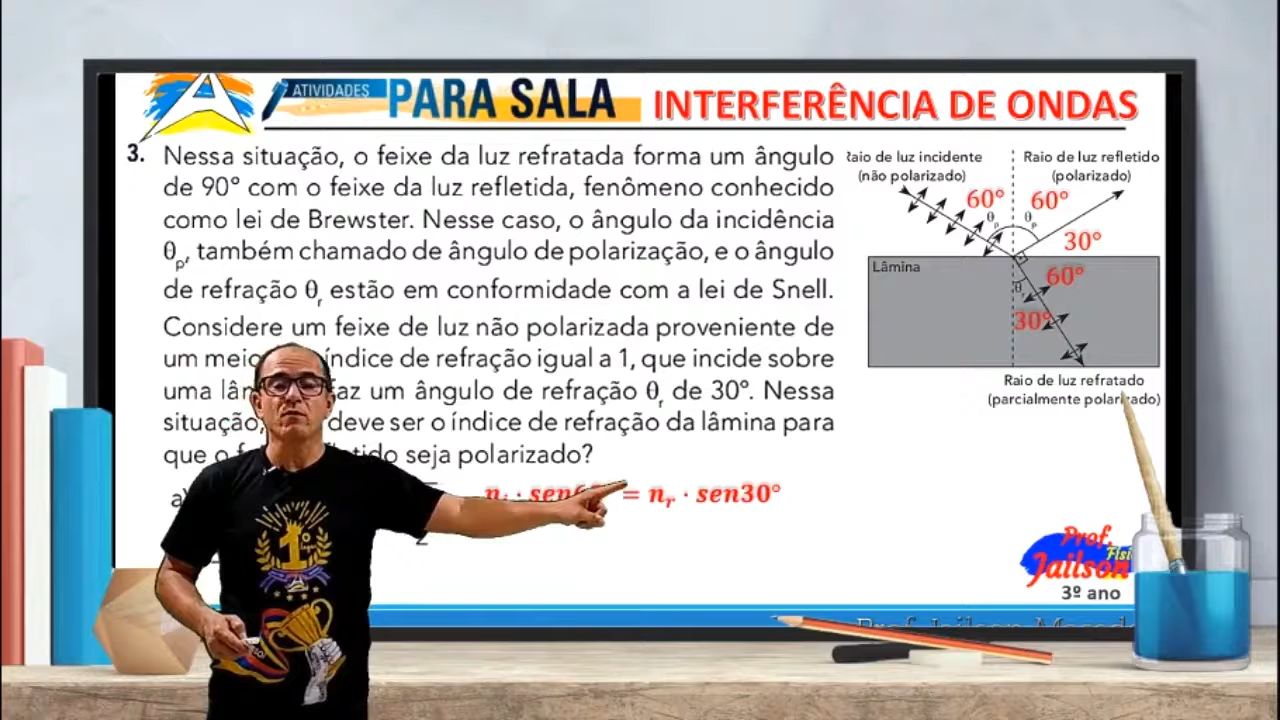 ATIVIDADES PARA SALA INTERFERÊNCIA DE ONDAS
3. Nessa situação, o feixe da luz refratada forma um ângulo
de 90° com o feixe da luz refletida, fenômeno conhecido
como lei de Brewster. Nesse caso, o ângulo da incidência
θp, também chamado de ângulo de polarização, e o ângulo
de refração θr estão em conformidade com a lei de Snell.
Considere um feixe de luz não polarizada proveniente de
um meio índice de refração igual a 1, que incide sobre
uma faz um ângulo de refração θr de 30°. Nessa
situação, deve ser o índice de refração da lâmina para
que o seja polarizado?
= nr · sen30°
2
Raio de luz incidente
(não polarizado)
Raio de luz refletido
(polarizado)
60° 60°
θp θp
30°
Lâmina
60°
θr
30°
Raio de luz refratado
(parcialmente polarizado)
Prof.
Jailson
3º ano